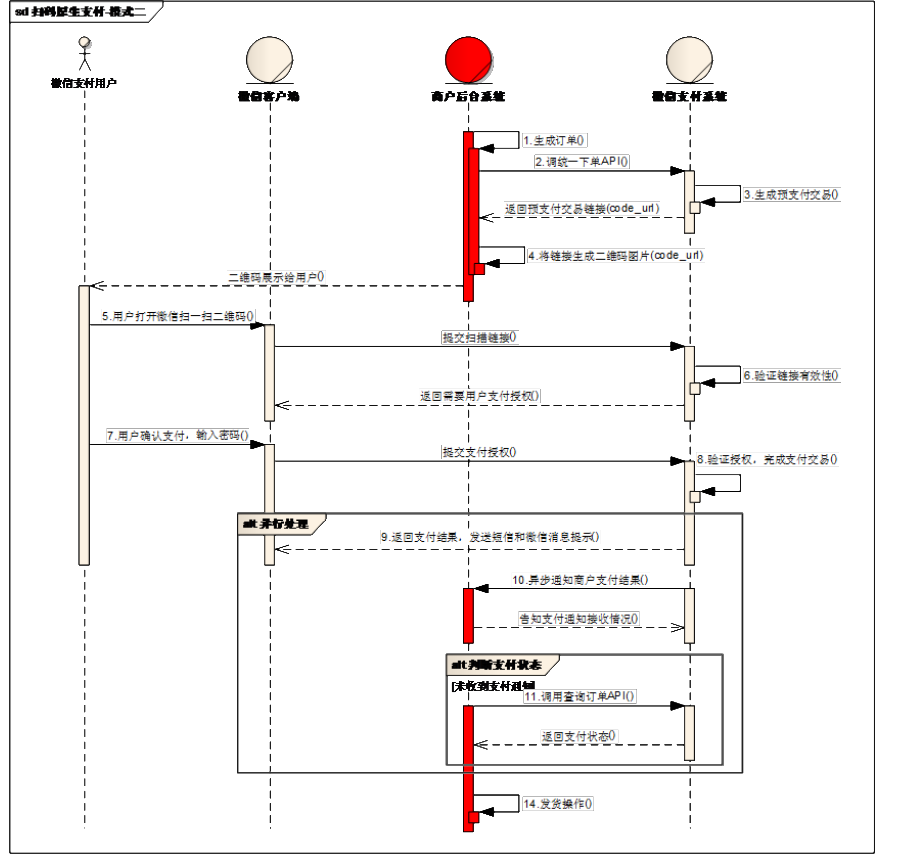 sd 扫码原生支付-模式二
微信支付用户
微信客户端
商户后台系统
微信支付系统
1.生成订单()
2.调统一下单API()
3.生成预支付交易()
返回预支付交易链接(code_url)
4.将链接生成二维码图片(code_url)
二维码展示给用户()
5.用户打开微信扫一扫二维码()
提交扫描链接()
6.验证链接有效性()
返回需要用户支付授权()
7.用户确认支付，输入密码()
提交支付授权()
8.验证授权，完成支付交易()
alt 并行处理
9.返回支付结果，发送短信和微信消息提示()
10.异步通知商户支付结果()
告知支付通知接收情况()
alt 判断支付状态
[未收到支付通知]
11.调用查询订单API()
返回支付状态()
14.发货操作()